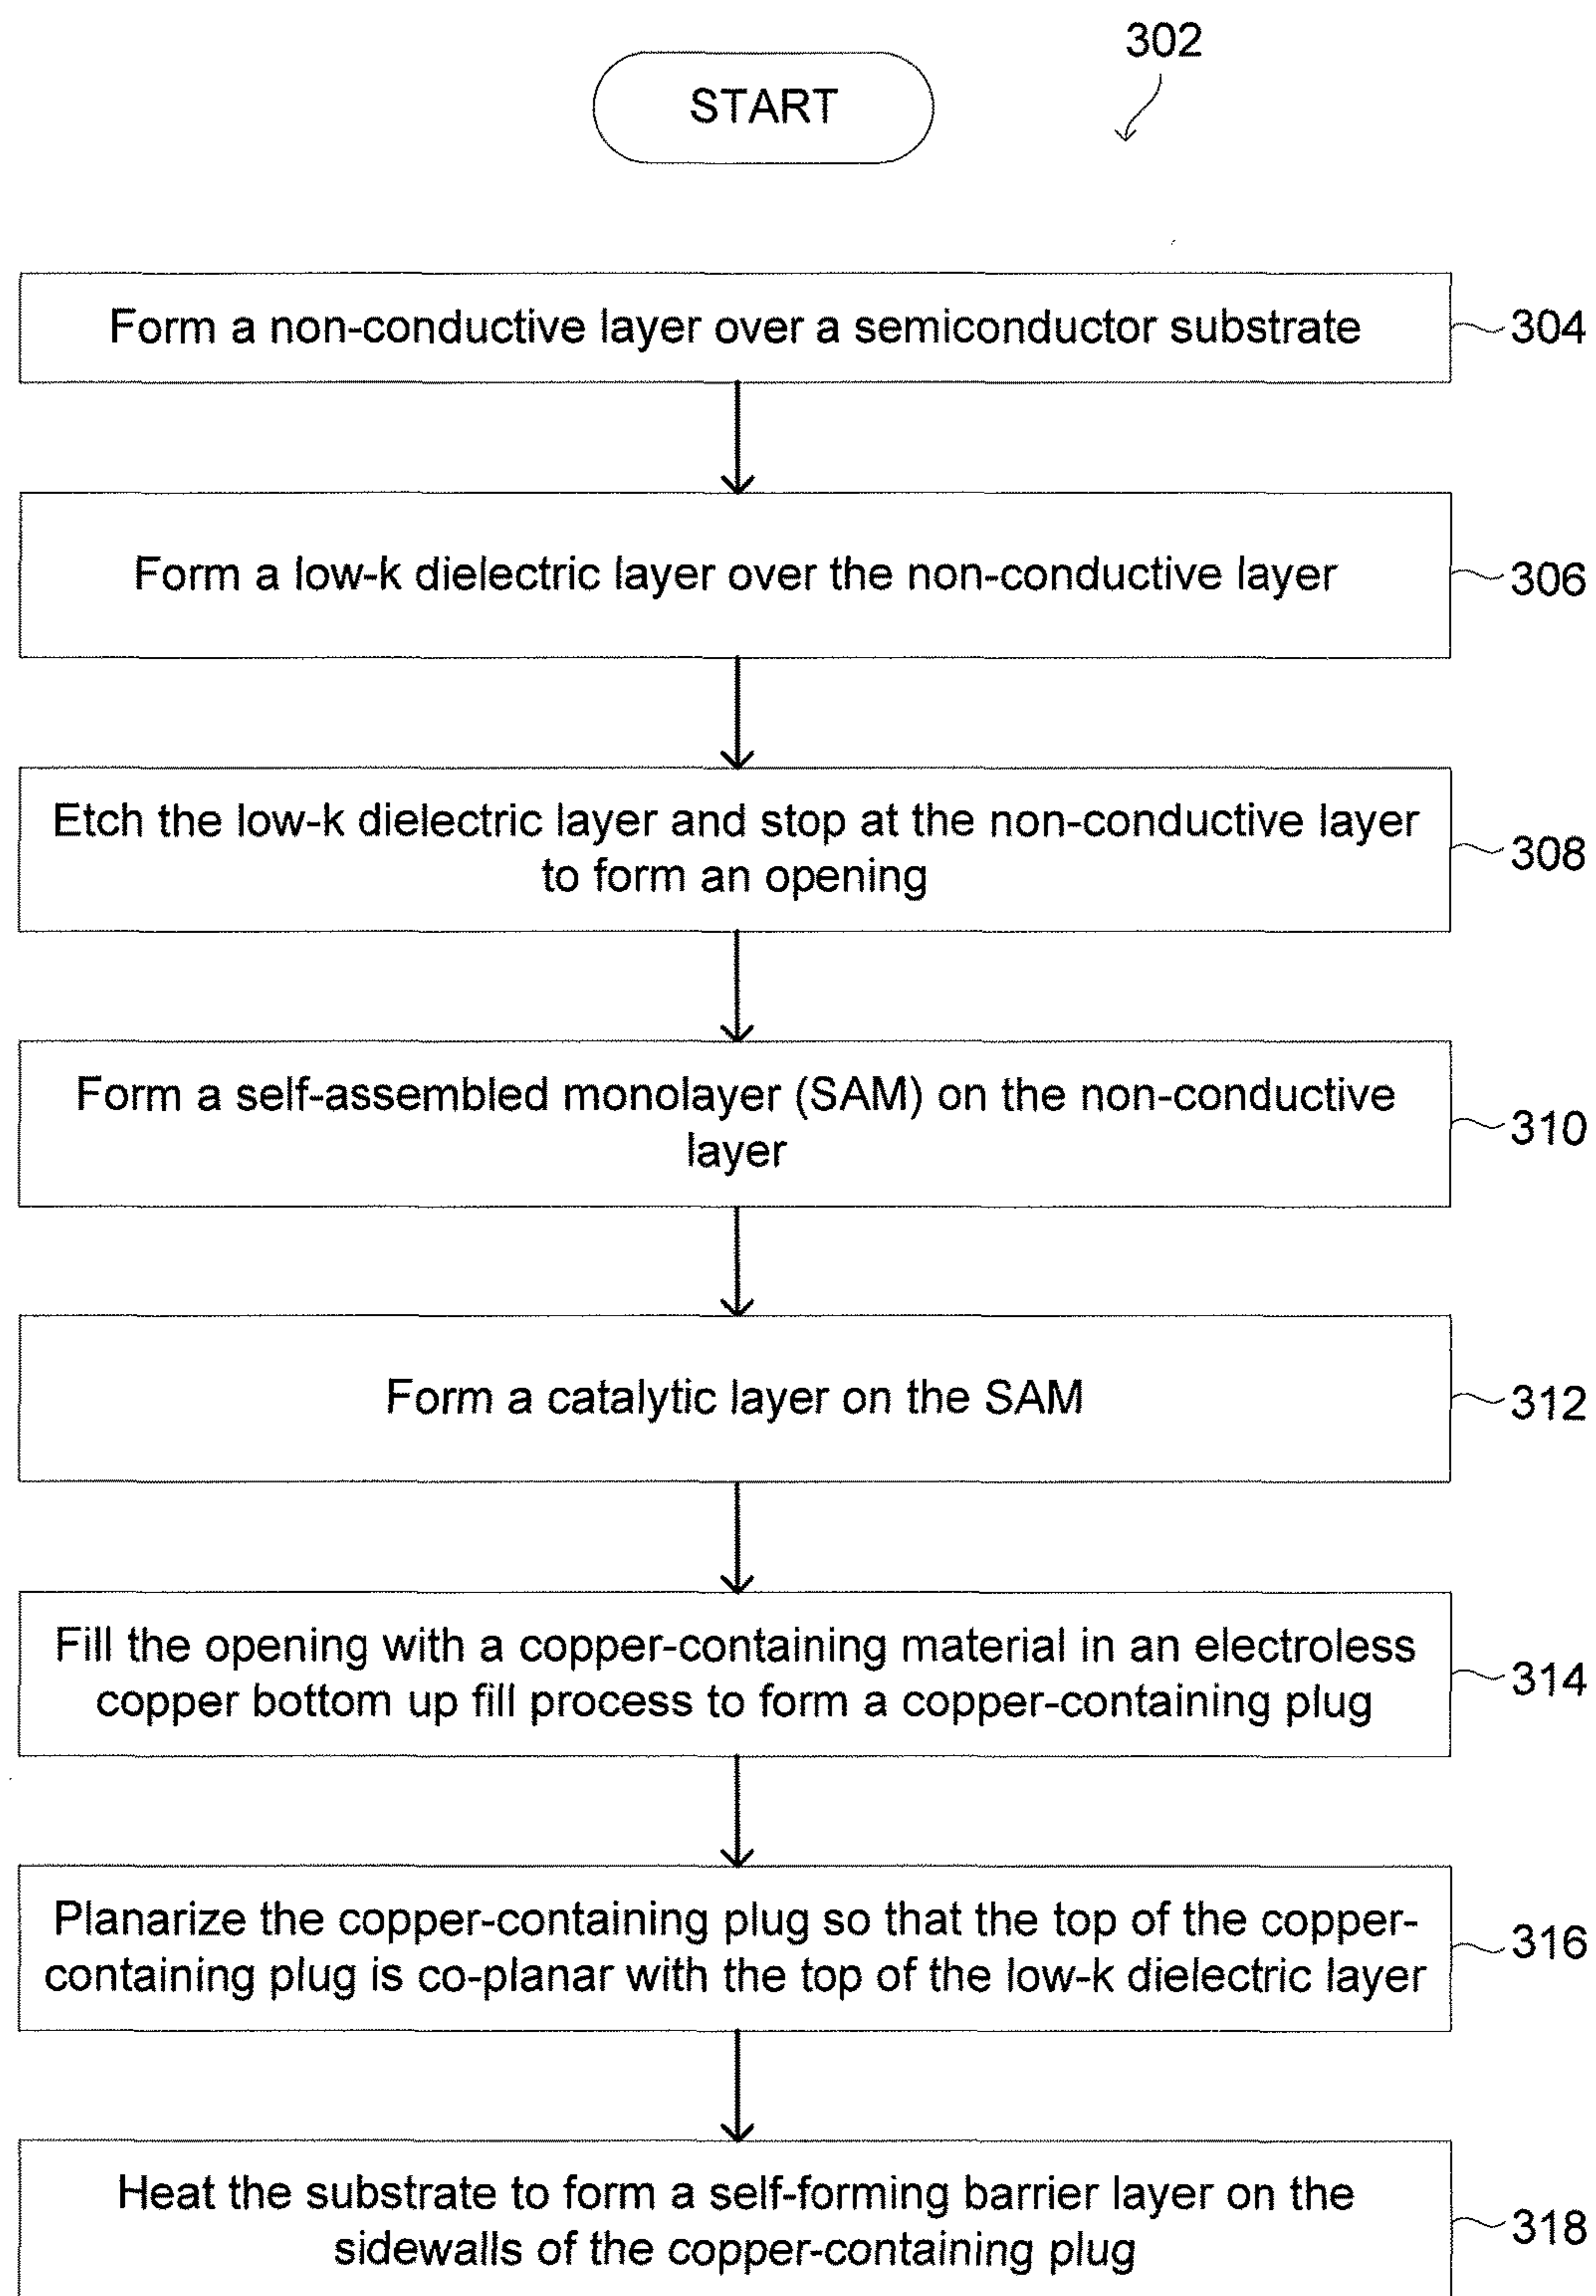 302
START
Form a non-conductive layer over a semiconductor substrate
304
Form a low-k dielectric layer over the non-conductive layer
306
Etch the low-k dielectric layer and stop at the non-conductive layer
to form an opening
308
Form a self-assembled monolayer (SAM) on the non-conductive
layer
310
Form a catalytic layer on the SAM
312
Fill the opening with a copper-containing material in an electroless
copper bottom up fill process to form a copper-containing plug
314
Planarize the copper-containing plug so that the top of the copper-
containing plug is co-planar with the top of the low-k dielectric layer
316
Heat the substrate to form a self-forming barrier layer on the
sidewalls of the copper-containing plug
318